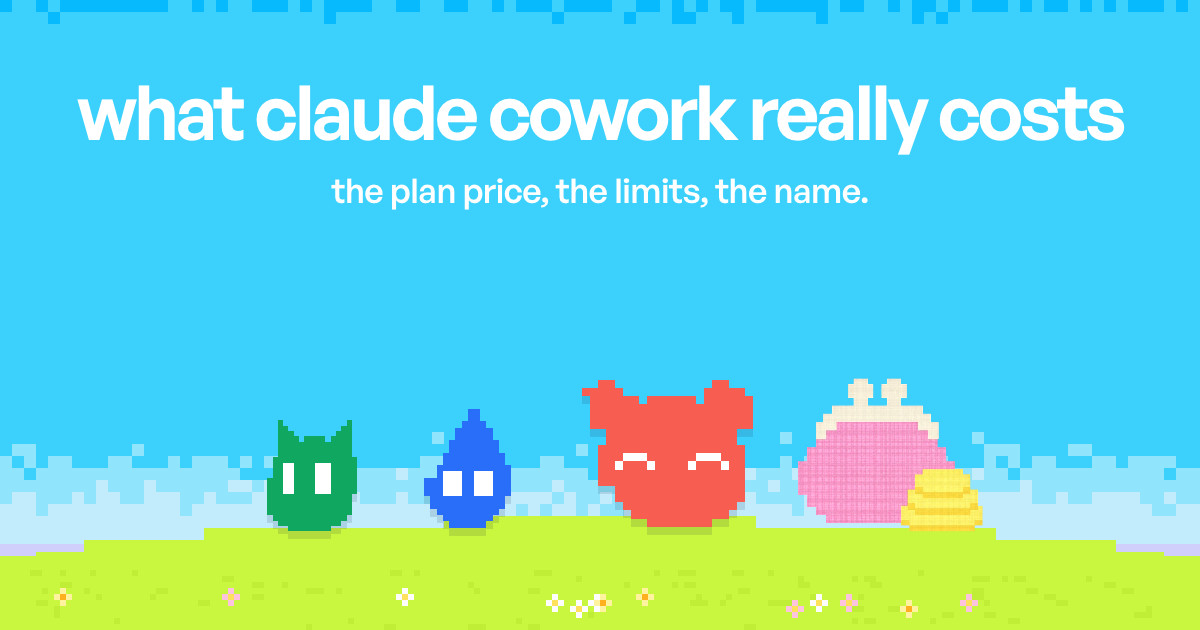 what claude cowork really costs
the plan price, the limits, the name.